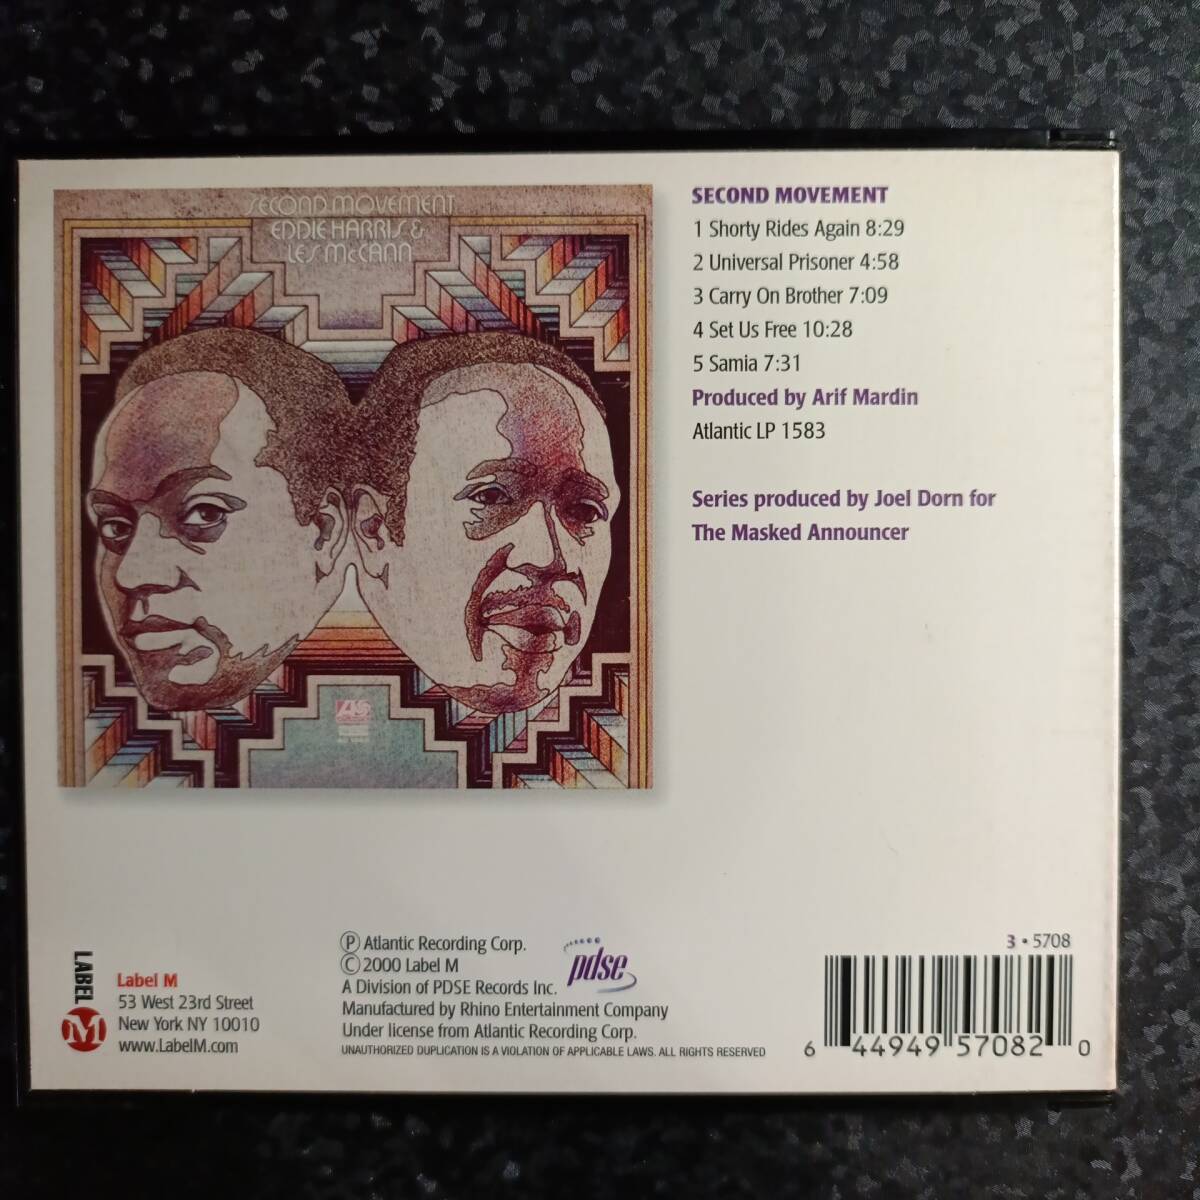 SECOND MOVEMENT
EDDIE HARRIS &
LES McCANN
SECOND MOVEMENT
1 Shorty Rides Again 8:29
2 Universal Prisoner 4:58
3 Carry On Brother 7:09
4 Set Us Free 10:28
5 Samia 7:31
Produced by Arif Mardin
Atlantic LP 1583
Series produced by Joel Dorn for
The Masked Announcer
LABEL
M
Label M
53 West 23rd Street
New York NY 10010
www.LabelM.com
Ⓟ Atlantic Recording Corp.
© 2000 Label M
A Division of PDSE Records Inc.
Manufactured by Rhino Entertainment Company
Under license from Atlantic Recording Corp.
UNAUTHORIZED DUPLICATION IS A VIOLATION OF APPLICABLE LAWS. ALL RIGHTS RESERVED
pdse
3 • 5708
6 44949 57082 0